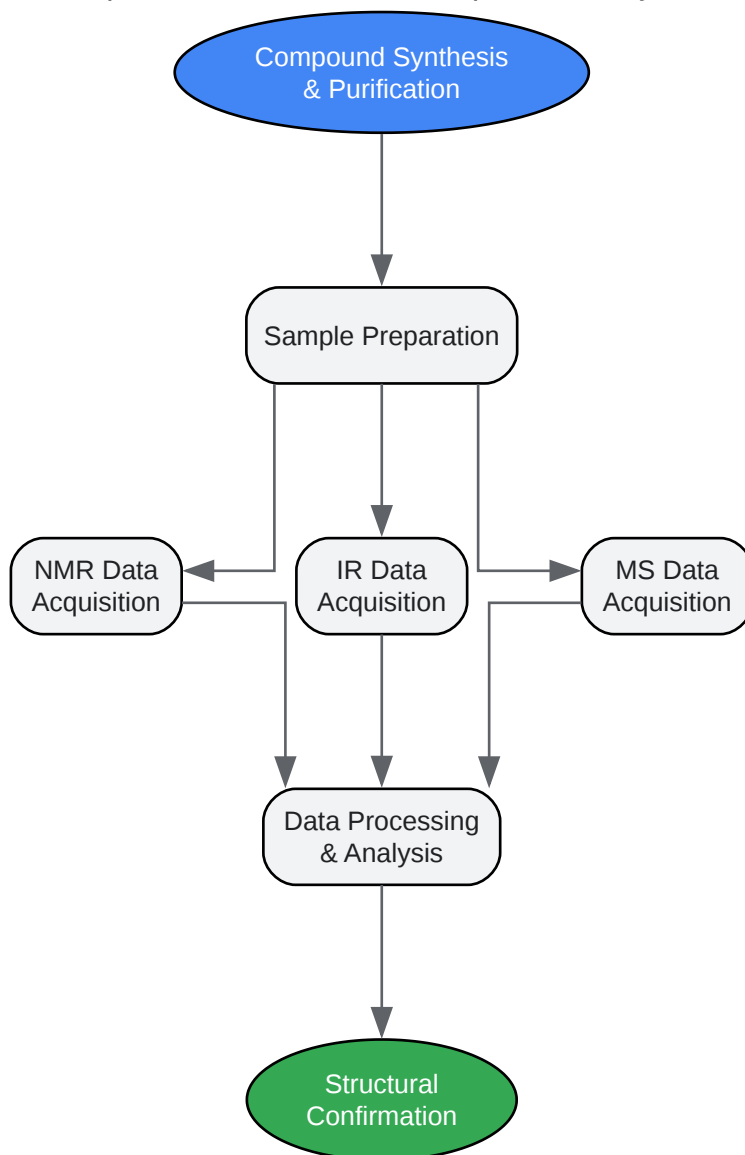 Compound Synthesis
& Purification
Sample Preparation
NMR Data
Acquisition
IR Data
Acquisition
MS Data
Acquisition
Data Processing
& Analysis
Structural
Confirmation